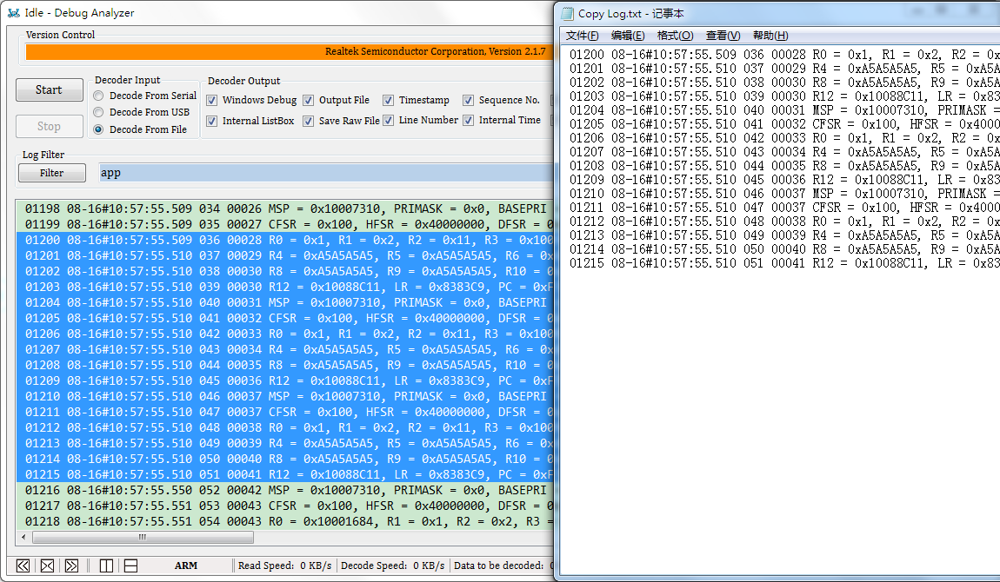 Idle - Debug Analyzer
Version Control
Realtek Semiconductor Corporation, Version 2.1.7
Start
Stop
Decoder Input
Decode From Serial
Decode From USB
Decode From File
Decoder Output
Windows Debug
Output File
Timestamp
Sequence No.
Internal ListBox
Save Raw File
Line Number
Internal Time
Log Filter
Filter
app
01198 08-16#10:57:55.509 034 00026 MSP = 0x10007310, PRIMASK = 0x0, BASEPRI
01199 08-16#10:57:55.509 035 00027 CFSR = 0x100, HFSR = 0x40000000, DFSR = 0
01200 08-16#10:57:55.509 036 00028 R0 = 0x1, R1 = 0x2, R2 = 0x11, R3 = 0x100
01201 08-16#10:57:55.510 037 00029 R4 = 0xA5A5A5A5, R5 = 0xA5A5A5A5, R6 = 0x
01202 08-16#10:57:55.510 038 00030 R8 = 0xA5A5A5A5, R9 = 0xA5A5A5A5, R10 = 0
01203 08-16#10:57:55.510 039 00030 R12 = 0x10088C11, LR = 0x8383C9, PC = 0xF
01204 08-16#10:57:55.510 040 00031 MSP = 0x10007310, PRIMASK = 0x0, BASEPRI
01205 08-16#10:57:55.510 041 00032 CFSR = 0x100, HFSR = 0x40000000, DFSR = 0
01206 08-16#10:57:55.510 042 00033 R0 = 0x1, R1 = 0x2, R2 = 0x11, R3 = 0x100
01207 08-16#10:57:55.510 043 00034 R4 = 0xA5A5A5A5, R5 = 0xA5A5A5A5, R6 = 0x
01208 08-16#10:57:55.510 044 00035 R8 = 0xA5A5A5A5, R9 = 0xA5A5A5A5, R10 = 0
01209 08-16#10:57:55.510 045 00036 R12 = 0x10088C11, LR = 0x8383C9, PC = 0xF
01210 08-16#10:57:55.510 046 00037 MSP = 0x10007310, PRIMASK = 0x0, BASEPRI
01211 08-16#10:57:55.510 047 00037 CFSR = 0x100, HFSR = 0x40000000, DFSR = 0
01212 08-16#10:57:55.510 048 00038 R0 = 0x1, R1 = 0x2, R2 = 0x11, R3 = 0x100
01213 08-16#10:57:55.510 049 00039 R4 = 0xA5A5A5A5, R5 = 0xA5A5A5A5, R6 = 0x
01214 08-16#10:57:55.510 050 00040 R8 = 0xA5A5A5A5, R9 = 0xA5A5A5A5, R10 = 0
01215 08-16#10:57:55.510 051 00041 R12 = 0x10088C11, LR = 0x8383C9, PC = 0xF
01216 08-16#10:57:55.550 052 00042 MSP = 0x10007310, PRIMASK = 0x0, BASEPRI
01217 08-16#10:57:55.551 053 00043 CFSR = 0x100, HFSR = 0x40000000, DFSR = 0
01218 08-16#10:57:55.551 054 00043 R0 = 0x10001684, R1 = 0x1, R2 = 0x2, R3 =
ARM
Read Speed: 0 KB/s
Decode Speed: 0 KB/s
Data to be decoded:
Copy Log.txt - 记事本
文件(F) 编辑(E) 格式(O) 查看(V) 帮助(H)
01200 08-16#10:57:55.509 036 00028 R0 = 0x1, R1 = 0x2, R2 = 0x
01201 08-16#10:57:55.510 037 00029 R4 = 0xA5A5A5A5, R5 = 0xA5A
01202 08-16#10:57:55.510 038 00030 R8 = 0xA5A5A5A5, R9 = 0xA5A
01203 08-16#10:57:55.510 039 00030 R12 = 0x10088C11, LR = 0x83
01204 08-16#10:57:55.510 040 00031 MSP = 0x10007310, PRIMASK =
01205 08-16#10:57:55.510 041 00032 CFSR = 0x100, HFSR = 0x4000
01206 08-16#10:57:55.510 042 00033 R0 = 0x1, R1 = 0x2, R2 = 0x
01207 08-16#10:57:55.510 043 00034 R4 = 0xA5A5A5A5, R5 = 0xA5A
01208 08-16#10:57:55.510 044 00035 R8 = 0xA5A5A5A5, R9 = 0xA5A
01209 08-16#10:57:55.510 045 00036 R12 = 0x10088C11, LR = 0x83
01210 08-16#10:57:55.510 046 00037 MSP = 0x10007310, PRIMASK =
01211 08-16#10:57:55.510 047 00037 CFSR = 0x100, HFSR = 0x4000
01212 08-16#10:57:55.510 048 00038 R0 = 0x1, R1 = 0x2, R2 = 0x
01213 08-16#10:57:55.510 049 00039 R4 = 0xA5A5A5A5, R5 = 0xA5A
01214 08-16#10:57:55.510 050 00040 R8 = 0xA5A5A5A5, R9 = 0xA5A
01215 08-16#10:57:55.510 051 00041 R12 = 0x10088C11, LR = 0x83